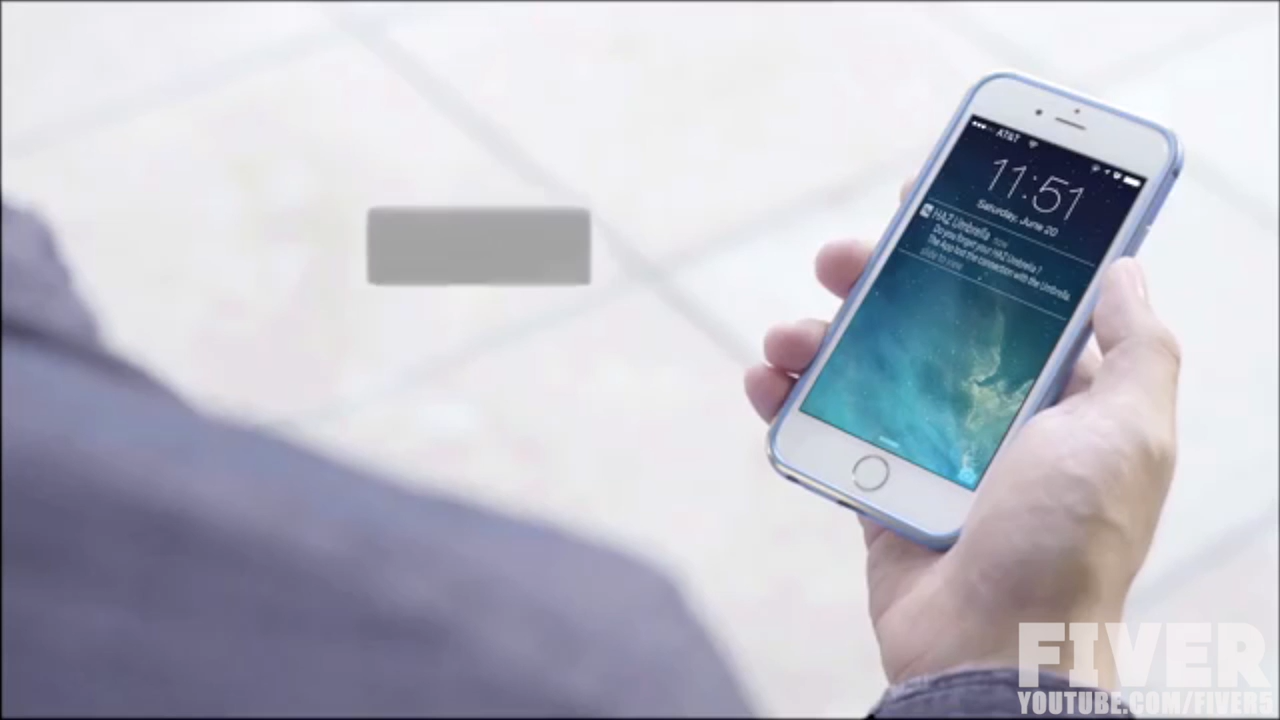 AT&T
11:51
Saturday, June 20
HAZ Umbrella now
Do you forget your HAZ Umbrella ?
The App lost the connection with the Umbrella.
slide to view
FIVER
YOUTUBE.COM/FIVER5